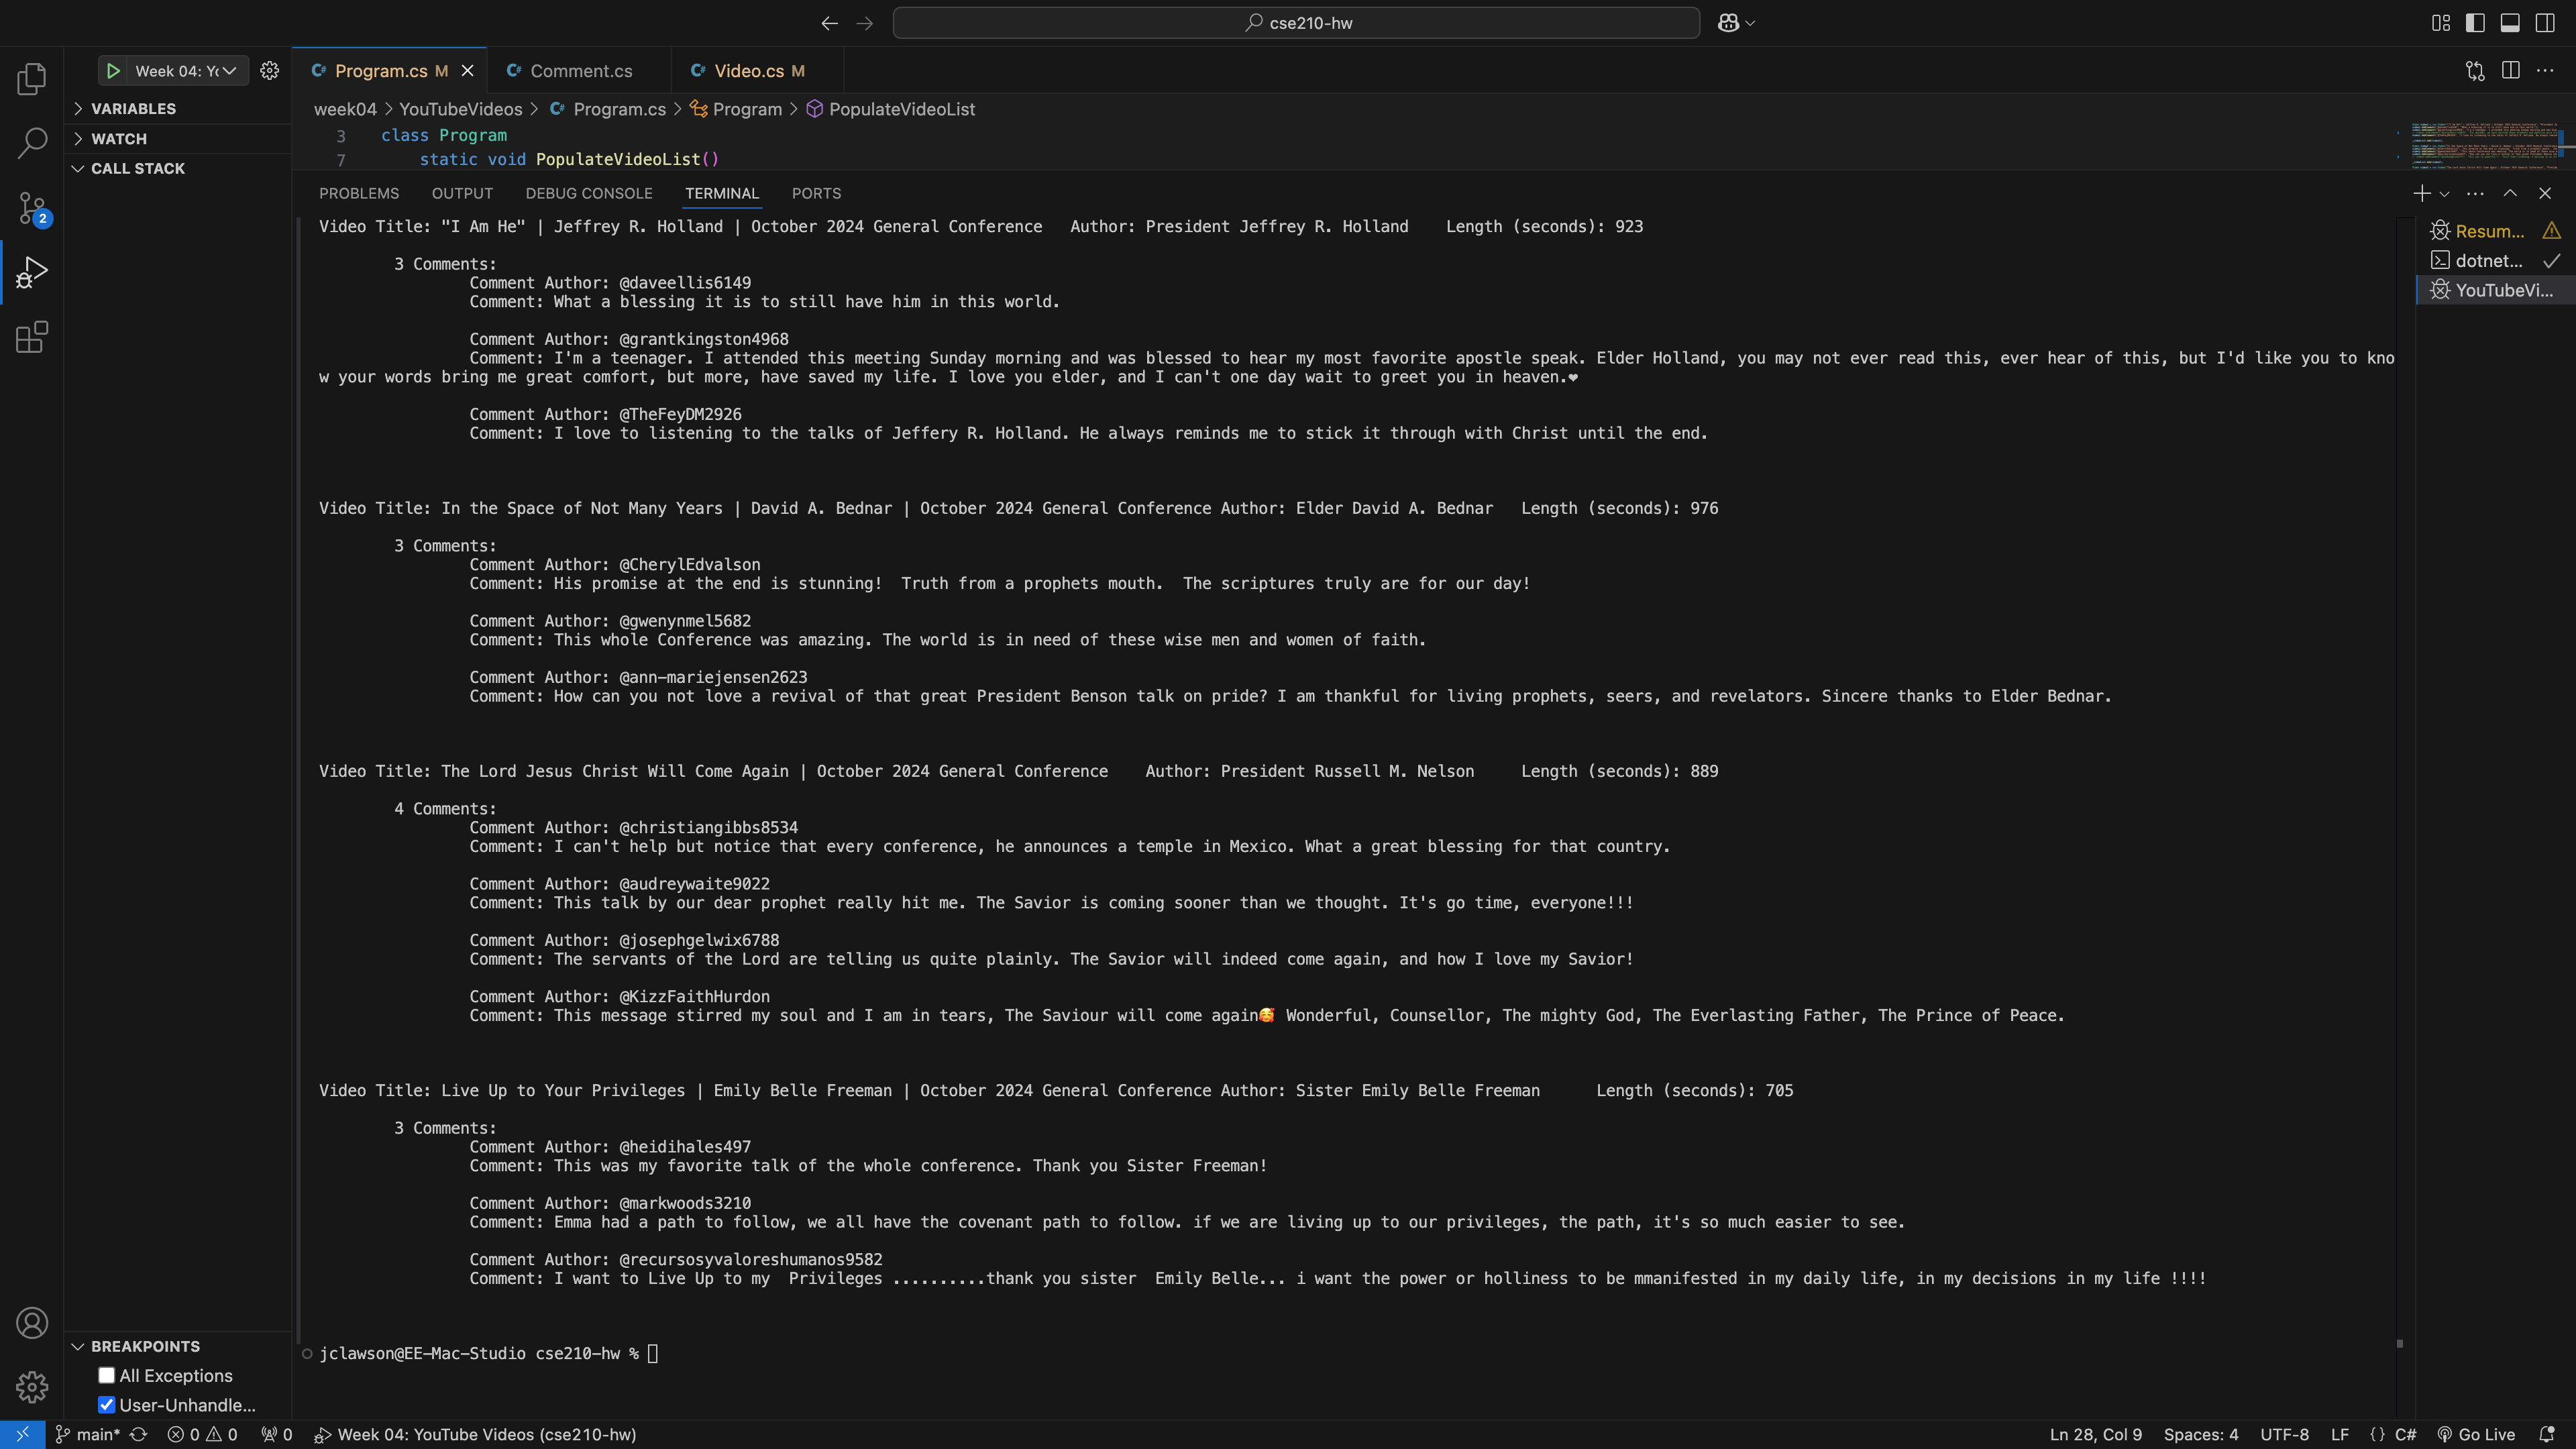 cse210-hw
Week 04: Yo
Program.cs M
Comment.cs
Video.cs M
VARIABLES
WATCH
CALL STACK
week04 > YouTubeVideos > Program.cs > Program > PopulateVideoList
3 class Program
7 static void PopulateVideoList()
PROBLEMS OUTPUT DEBUG CONSOLE TERMINAL PORTS
2
Resum...
dotnet...
YouTubeVi...
Video Title: "I Am He" | Jeffrey R. Holland | October 2024 General Conference Author: President Jeffrey R. Holland Length (seconds): 923
3 Comments:
Comment Author: @daveellis6149
Comment: What a blessing it is to still have him in this world.
Comment Author: @grantkingston4968
Comment: I'm a teenager. I attended this meeting Sunday morning and was blessed to hear my most favorite apostle speak. Elder Holland, you may not ever read this, ever hear of this, but I'd like you to kno
w your words bring me great comfort, but more, have saved my life. I love you elder, and I can't one day wait to greet you in heaven.❤
Comment Author: @TheFeyDM2926
Comment: I love to listening to the talks of Jeffery R. Holland. He always reminds me to stick it through with Christ until the end.
Video Title: In the Space of Not Many Years | David A. Bednar | October 2024 General Conference Author: Elder David A. Bednar Length (seconds): 976
3 Comments:
Comment Author: @CherylEdvalson
Comment: His promise at the end is stunning!  Truth from a prophets mouth.  The scriptures truly are for our day!
Comment Author: @gwenynmel5682
Comment: This whole Conference was amazing. The world is in need of these wise men and women of faith.
Comment Author: @ann-mariejensen2623
Comment: How can you not love a revival of that great President Benson talk on pride? I am thankful for living prophets, seers, and revelators. Sincere thanks to Elder Bednar.
Video Title: The Lord Jesus Christ Will Come Again | October 2024 General Conference Author: President Russell M. Nelson Length (seconds): 889
4 Comments:
Comment Author: @christiangibbs8534
Comment: I can't help but notice that every conference, he announces a temple in Mexico. What a great blessing for that country.
Comment Author: @audreywaite9022
Comment: This talk by our dear prophet really hit me. The Savior is coming sooner than we thought. It's go time, everyone!!!
Comment Author: @josephgelwix6788
Comment: The servants of the Lord are telling us quite plainly. The Savior will indeed come again, and how I love my Savior!
Comment Author: @KizzFaithHurdon
Comment: This message stirred my soul and I am in tears, The Saviour will come again🥰 Wonderful, Counsellor, The mighty God, The Everlasting Father, The Prince of Peace.
Video Title: Live Up to Your Privileges | Emily Belle Freeman | October 2024 General Conference Author: Sister Emily Belle Freeman Length (seconds): 705
3 Comments:
Comment Author: @heidihales497
Comment: This was my favorite talk of the whole conference. Thank you Sister Freeman!
Comment Author: @markwoods3210
Comment: Emma had a path to follow, we all have the covenant path to follow. if we are living up to our privileges, the path, it's so much easier to see.
Comment Author: @recursosyvaloreshumanos9582
Comment: I want to Live Up to my  Privileges ..........thank you sister  Emily Belle... i want the power or holliness to be mmanifested in my daily life, in my decisions in my life !!!!
jclawson@EE-Mac-Studio cse210-hw %
BREAKPOINTS
All Exceptions
User-Unhandle...
main* 0 0 0 Week 04: YouTube Videos (cse210-hw) Ln 28, Col 9 Spaces: 4 UTF-8 LF {} C# Go Live